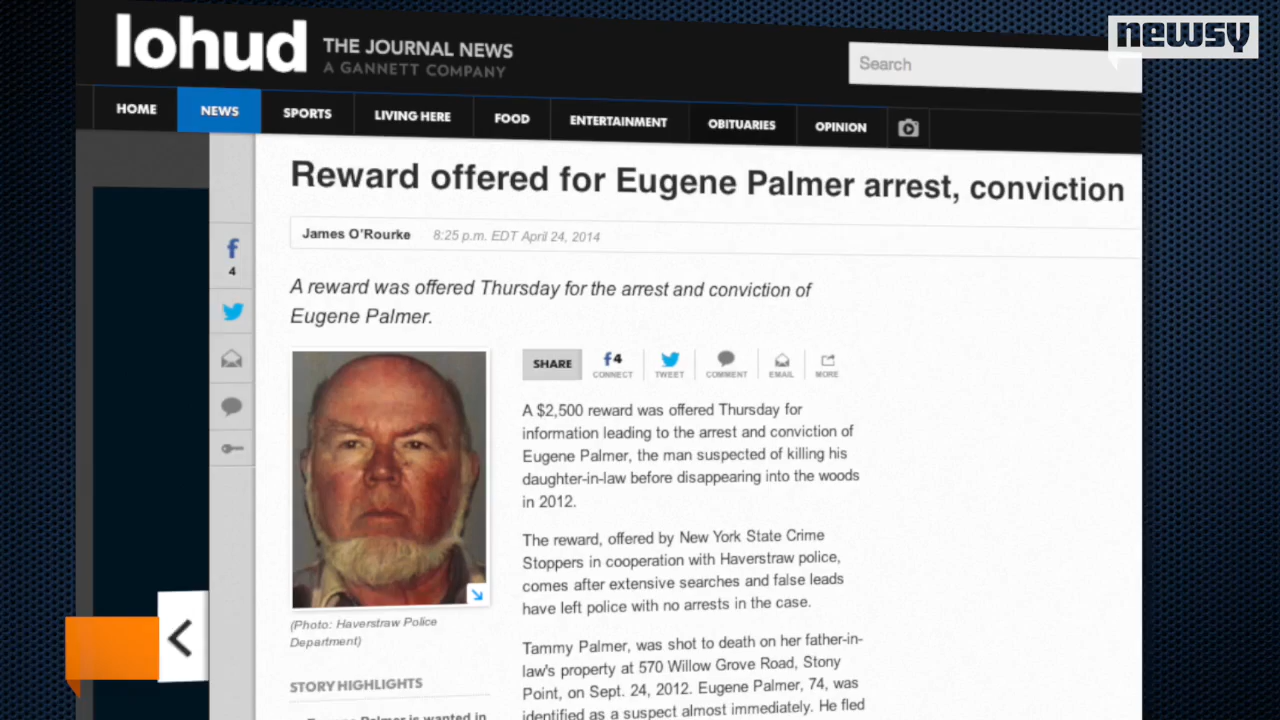 newsy
lohud
THE JOURNAL NEWS
A GANNETT COMPANY
Search
HOME NEWS SPORTS LIVING HERE FOOD ENTERTAINMENT OBITUARIES OPINION
Reward offered for Eugene Palmer arrest, conviction
James O'Rourke 8:25 p.m. EDT April 24, 2014
A reward was offered Thursday for the arrest and conviction of
Eugene Palmer.
4
SHARE
4
CONNECT TWEET COMMENT EMAIL MORE
(Photo: Haverstraw Police
Department)
STORY HIGHLIGHTS
Eugene Palmer is wanted in
A $2,500 reward was offered Thursday for
information leading to the arrest and conviction of
Eugene Palmer, the man suspected of killing his
daughter-in-law before disappearing into the woods
in 2012.
The reward, offered by New York State Crime
Stoppers in cooperation with Haverstraw police,
comes after extensive searches and false leads
have left police with no arrests in the case.
Tammy Palmer, was shot to death on her father-in-
law's property at 570 Willow Grove Road, Stony
Point, on Sept. 24, 2012. Eugene Palmer, 74, was
identified as a suspect almost immediately. He fled